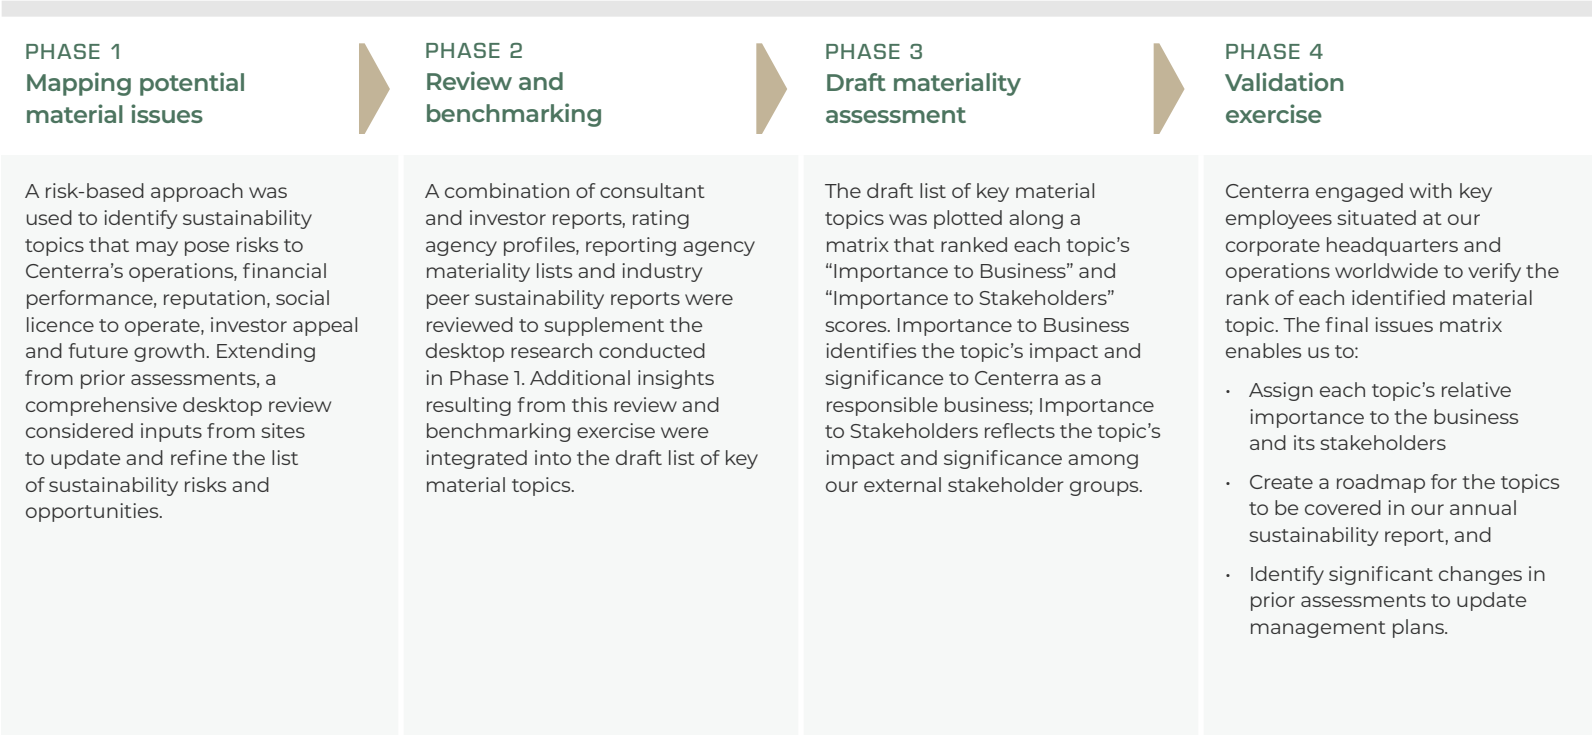 PHASE 1
Mapping potential
material issues
A risk-based approach was
used to identify sustainability
topics that may pose risks to
Centerra’s operations, financial
performance, reputation, social
licence to operate, investor appeal
and future growth. Extending
from prior assessments, a
comprehensive desktop review
considered inputs from sites
to update and refine the list
of sustainability risks and
opportunities.
PHASE 2
Review and
benchmarking
A combination of consultant
and investor reports, rating
agency profiles, reporting agency
materiality lists and industry
peer sustainability reports were
reviewed to supplement the
desktop research conducted
in Phase 1. Additional insights
resulting from this review and
benchmarking exercise were
integrated into the draft list of key
material topics.
PHASE 3
Draft materiality
assessment
The draft list of key material
topics was plotted along a
matrix that ranked each topic’s
“Importance to Business” and
“Importance to Stakeholders”
scores. Importance to Business
identifies the topic’s impact and
significance to Centerra as a
responsible business; Importance
to Stakeholders reflects the topic’s
impact and significance among
our external stakeholder groups.
PHASE 4
Validation
exercise
Centerra engaged with key
employees situated at our
corporate headquarters and
operations worldwide to verify the
rank of each identified material
topic. The final issues matrix
enables us to:
• Assign each topic’s relative
importance to the business
and its stakeholders
• Create a roadmap for the topics
to be covered in our annual
sustainability report, and
• Identify significant changes in
prior assessments to update
management plans.